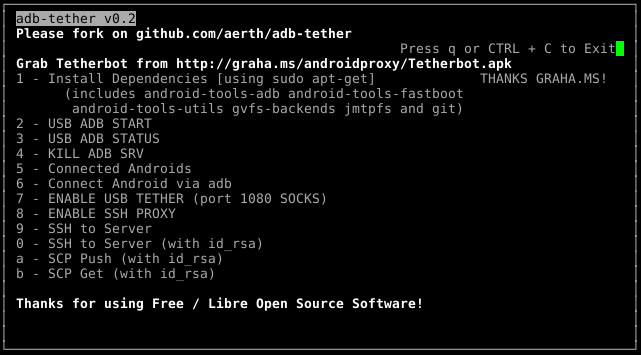 adb-tether v0.2
Please fork on github.com/aerth/adb-tether
Press q or CTRL + C to Exit
Grab Tetherbot from http://graha.ms/androidproxy/Tetherbot.apk
1 - Install Dependencies [using sudo apt-get] THANKS GRAHA.MS!
(includes android-tools-adb android-tools-fastboot
android-tools-utils gvfs-backends jmtpfs and git)
2 - USB ADB START
3 - USB ADB STATUS
4 - KILL ADB SRV
5 - Connected Androids
6 - Connect Android via adb
7 - ENABLE USB TETHER (port 1080 SOCKS)
8 - ENABLE SSH PROXY
9 - SSH to Server
0 - SSH to Server (with id_rsa)
a - SCP Push (with id_rsa)
b - SCP Get (with id_rsa)
Thanks for using Free / Libre Open Source Software!